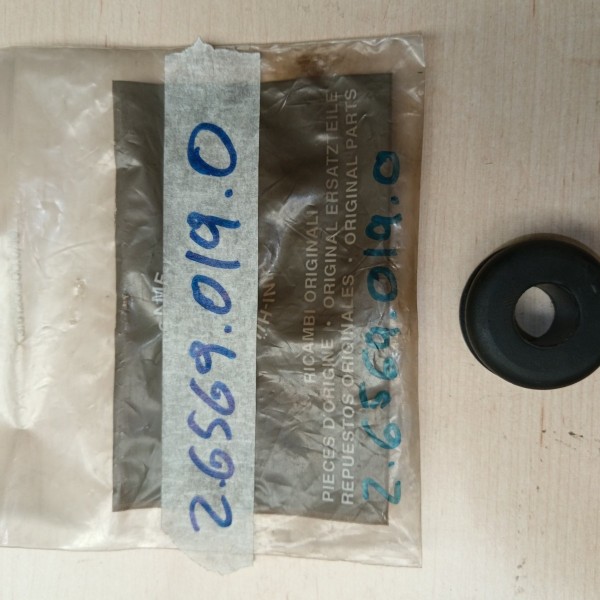 2.6569.019.0
RICAMBI ORIGINALI
PIECES D'ORIGINE • ORIGINAL ERSATZTEILE
REPUESTOS ORIGINALES • ORIGINAL PARTS
2.6569.019.0